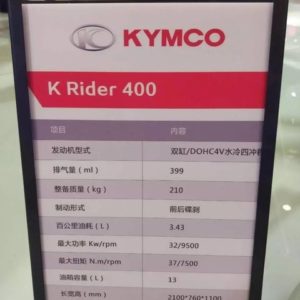 KYMCO
K Rider 400
项目 内容
发动机型式 双缸/DOHC4V水冷四冲程
排气量（ml） 399
整备质量（kg） 210
制动形式 前后碟刹
百公里油耗（L） 3.43
最大功率 Kw/rpm 32/9500
最大扭矩 N.m/rpm 37/7500
油箱容量（L） 13
长宽高（mm） 2100*760*1100